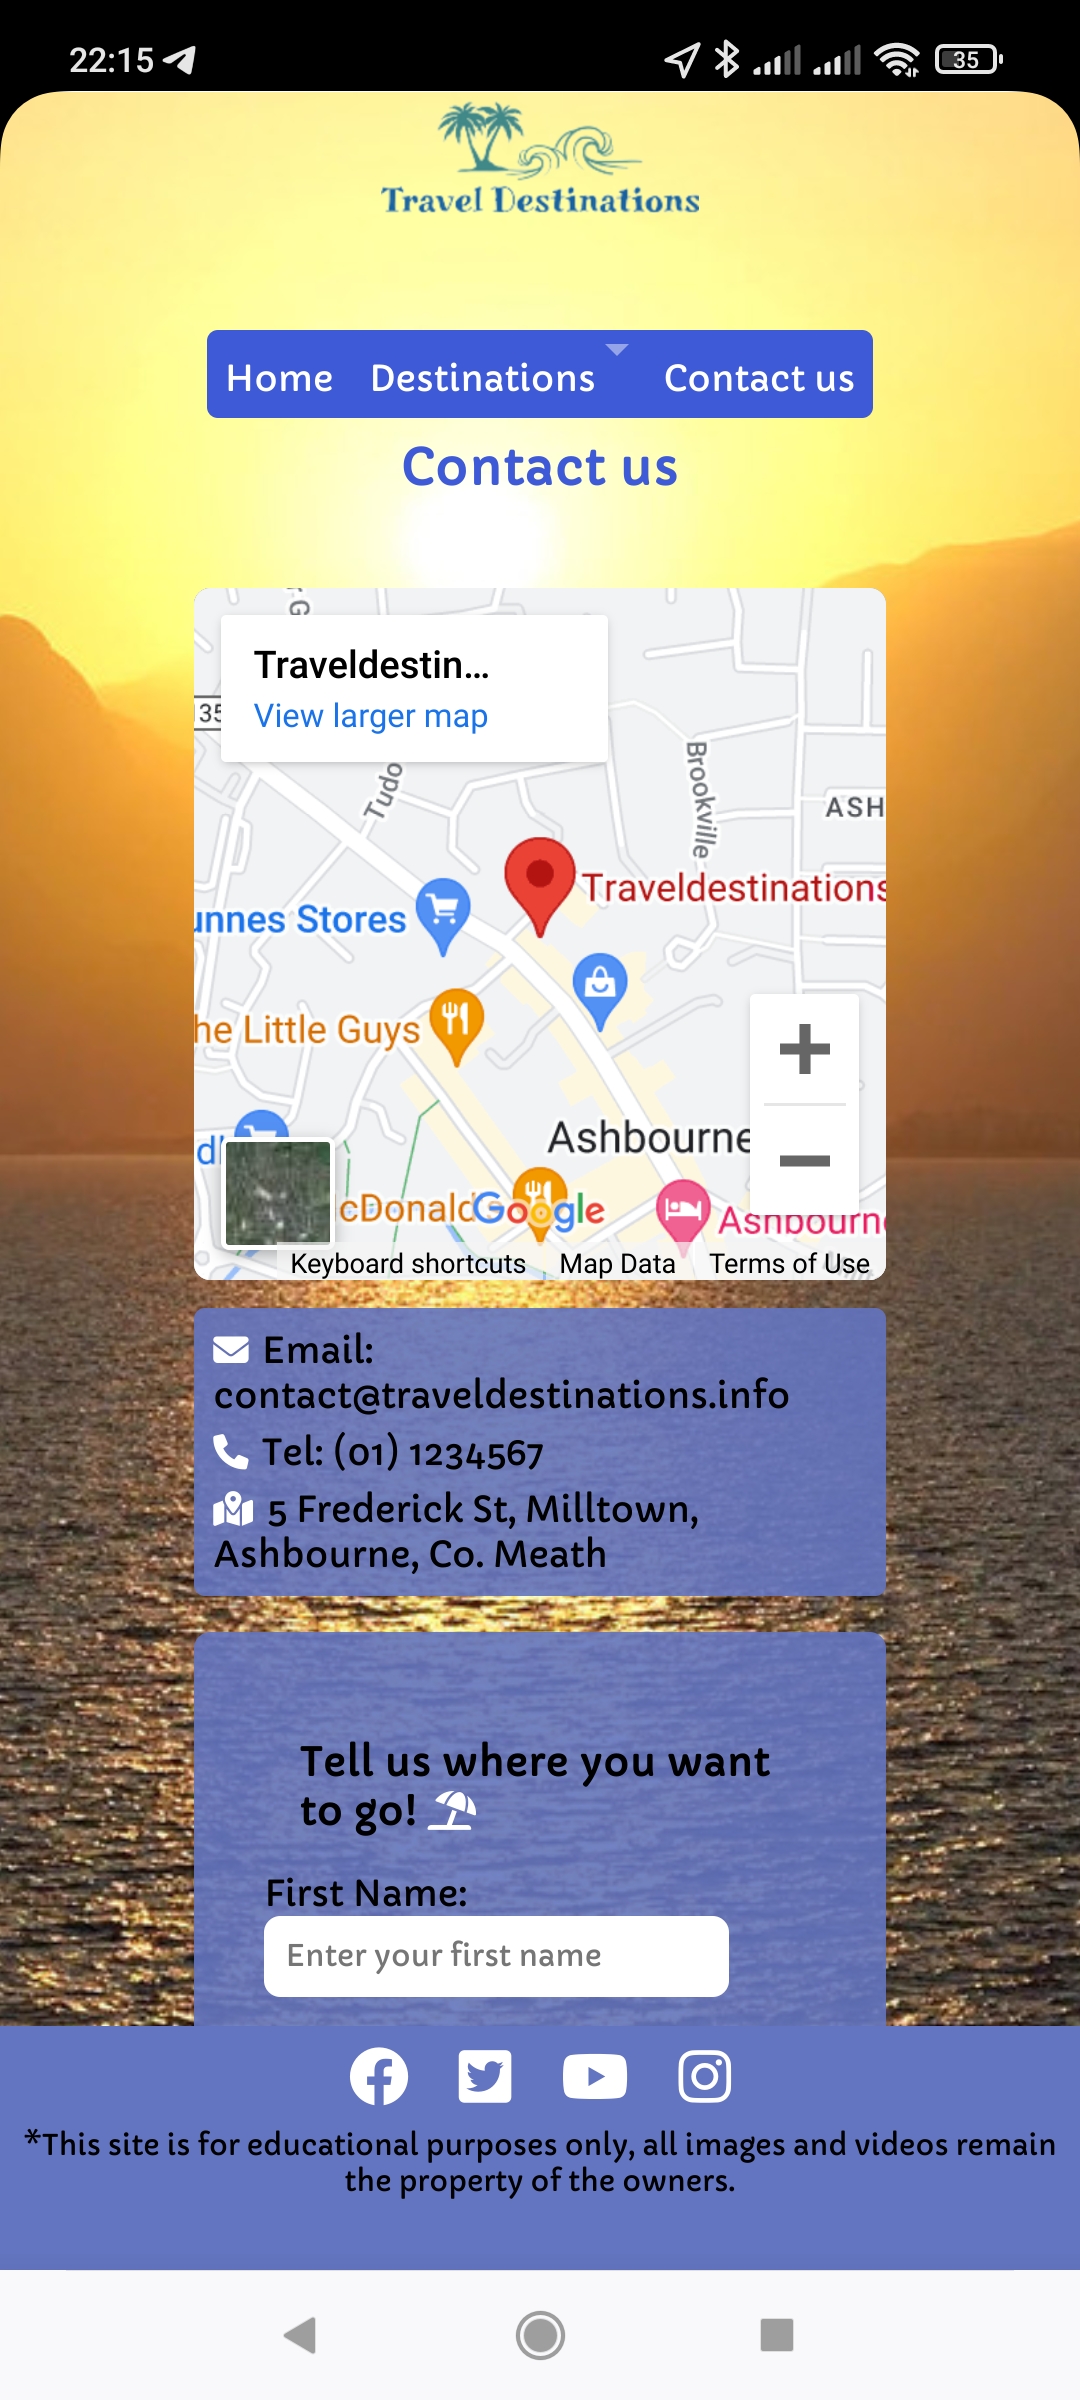 22:15
35
Travel Destinations
Home Destinations Contact us
Contact us
Traveldestin...
View larger map
35
Tudo
Brookville
ASH
Traveldestinations
unnes Stores
he Little Guys
Ashbourne
cDonald
Google
Ashbourn
Keyboard shortcuts Map Data Terms of Use
Email:
contact@traveldestinations.info
Tel: (01) 1234567
5 Frederick St, Milltown,
Ashbourne, Co. Meath
Tell us where you want
to go!
First Name:
Enter your first name
*This site is for educational purposes only, all images and videos remain
the property of the owners.